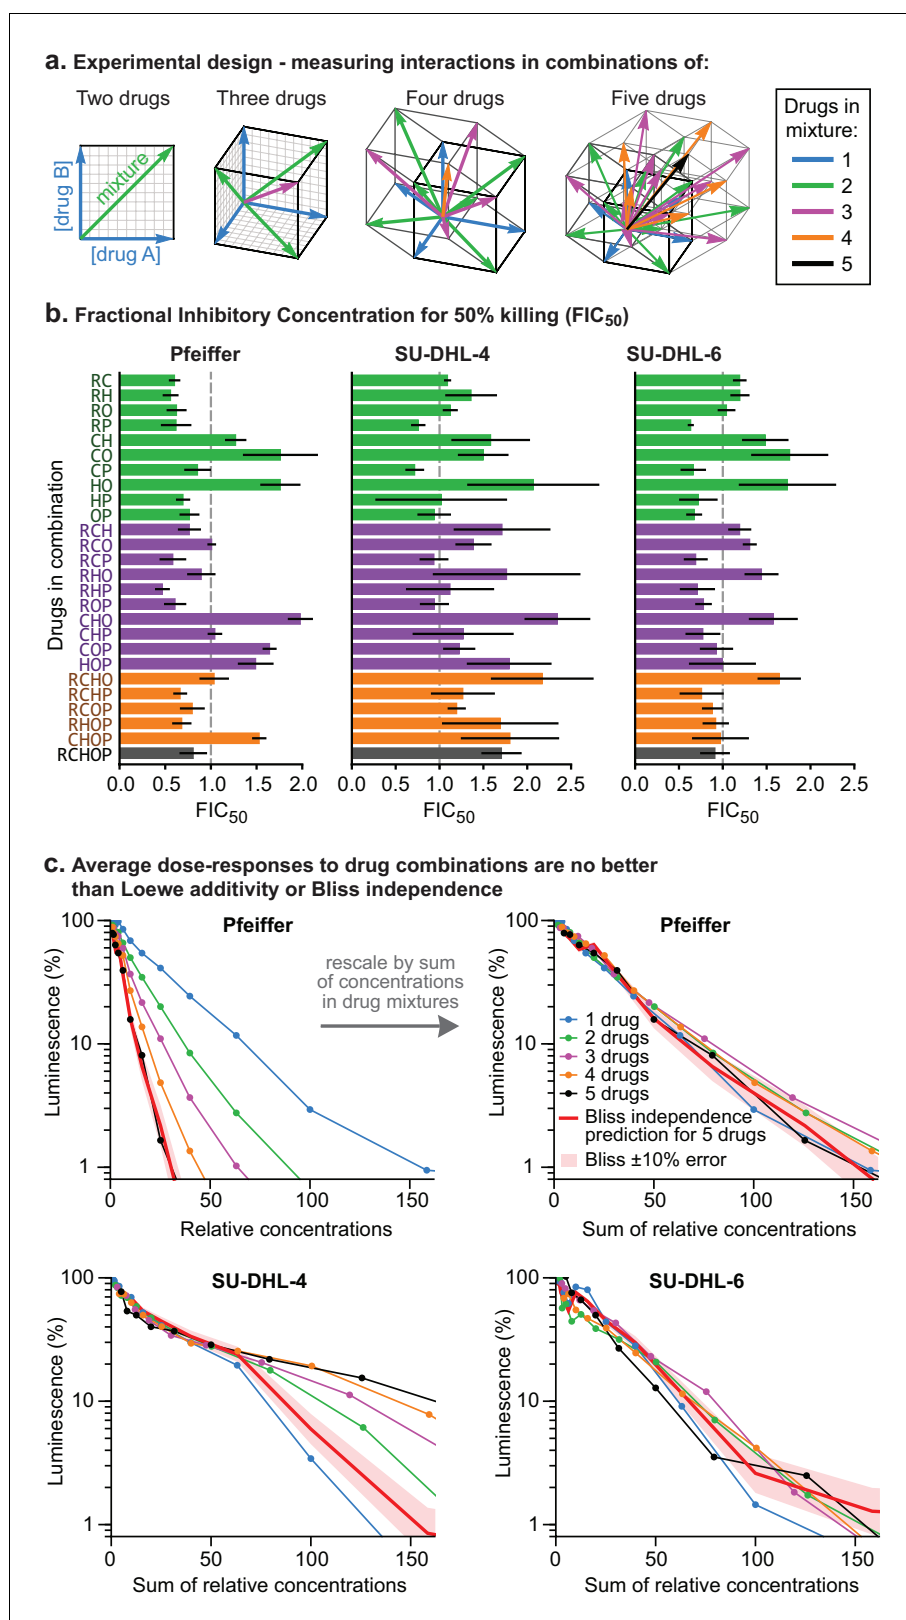 a. Experimental design - measuring interactions in combinations of:
Two drugs
Three drugs
Four drugs
Five drugs
[drug B]
mixture
[drug A]
Drugs in
mixture:
1
2
3
4
5
b. Fractional Inhibitory Concentration for 50% killing (FIC50)
Pfeiffer
SU-DHL-4
SU-DHL-6
Drugs in combination
RC
RH
RO
RP
CH
CO
CP
HO
HP
OP
RCH
RCO
RCP
RHO
RHP
ROP
CHO
CHP
COP
HOP
RCHO
RCHP
RCOP
RHOP
CHOP
RCHOP
0.0 0.5 1.0 1.5 2.0
FIC50
0.0 0.5 1.0 1.5 2.0 2.5
FIC50
0.0 0.5 1.0 1.5 2.0 2.5
FIC50
c. Average dose-responses to drug combinations are no better
than Loewe additivity or Bliss independence
Pfeiffer
Luminescence (%)
100
10
1
0 50 100 150
Relative concentrations
rescale by sum
of concentrations
in drug mixtures
Pfeiffer
Luminescence (%)
100
10
1
1 drug
2 drugs
3 drugs
4 drugs
5 drugs
Bliss independence
prediction for 5 drugs
Bliss ±10% error
0 50 100 150
Sum of relative concentrations
SU-DHL-4
Luminescence (%)
100
10
1
0 50 100 150
Sum of relative concentrations
SU-DHL-6
Luminescence (%)
100
10
1
0 50 100 150
Sum of relative concentrations